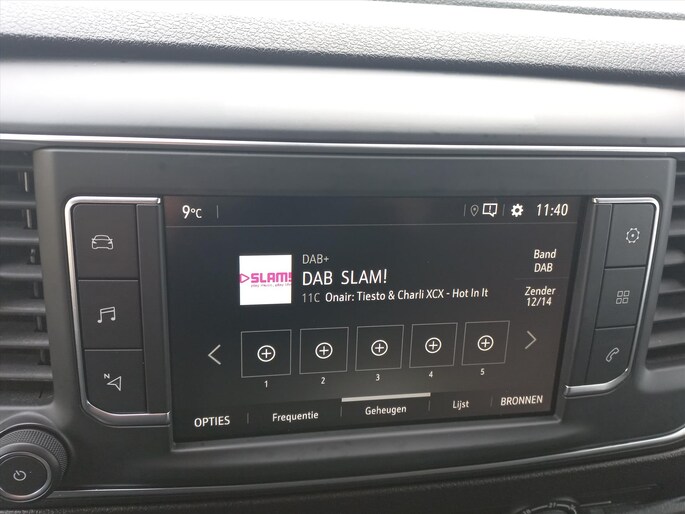 9°C
11:40
DAB+
DAB SLAM!
11C Onair: Tiesto & Charli XCX - Hot In It
SLAM!
Band
DAB
Zender
12/14
1
2
3
4
5
OPTIES
Frequentie
Geheugen
Lijst
BRONNEN
N